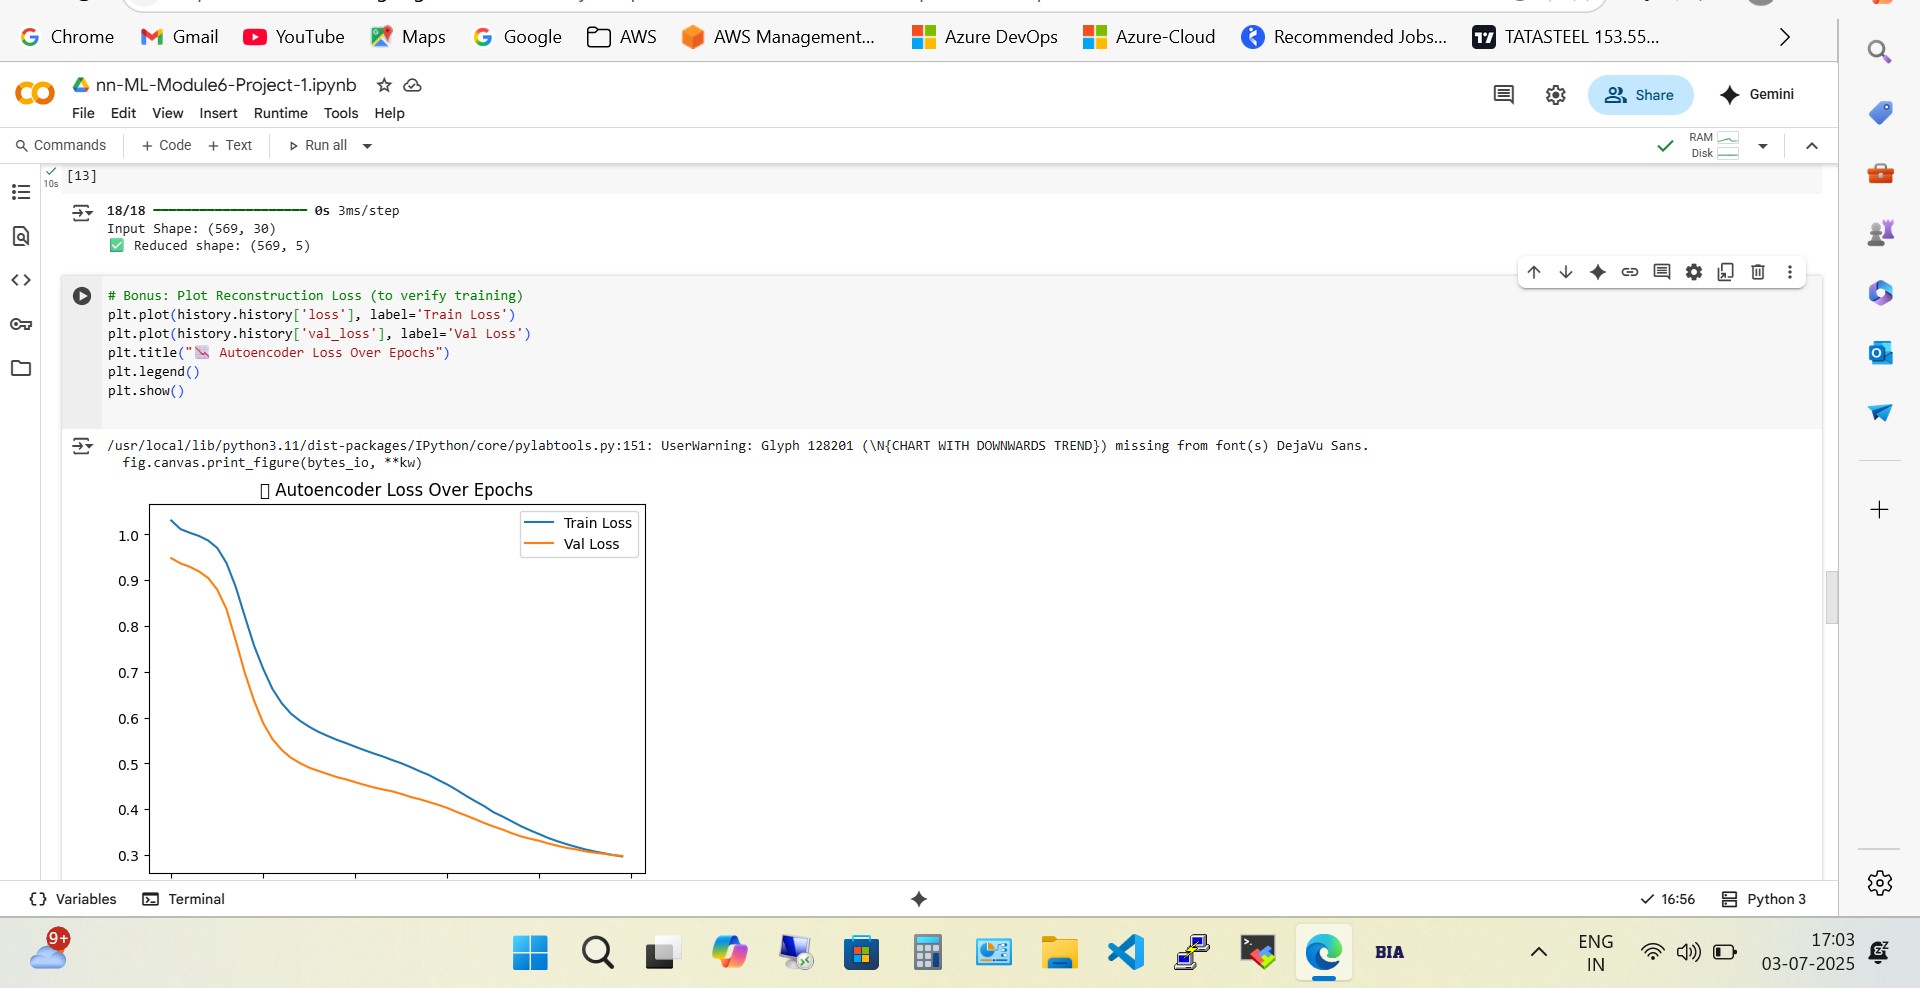 Chrome Gmail YouTube Maps Google AWS AWS Management... Azure DevOps Azure-Cloud Recommended Jobs... TATASTEEL 153.55...
nn-ML-Module6-Project-1.ipynb
Share Gemini
File Edit View Insert Runtime Tools Help
Commands + Code + Text Run all
RAM
Disk
[13]
10s
18/18 ━━━━━━━━━━━━━━━━━━━━ 0s 3ms/step
Input Shape: (569, 30)
✅ Reduced shape: (569, 5)
# Bonus: Plot Reconstruction Loss (to verify training)
plt.plot(history.history['loss'], label='Train Loss')
plt.plot(history.history['val_loss'], label='Val Loss')
plt.title("📉 Autoencoder Loss Over Epochs")
plt.legend()
plt.show()
/usr/local/lib/python3.11/dist-packages/IPython/core/pylabtools.py:151: UserWarning: Glyph 128201 (\N{CHART WITH DOWNWARDS TREND}) missing from font(s) DejaVu Sans.
fig.canvas.print_figure(bytes_io, **kw)
▯ Autoencoder Loss Over Epochs
Train Loss
Val Loss
1.0
0.9
0.8
0.7
0.6
0.5
0.4
0.3
{} Variables Terminal
16:56 Python 3
9+
BIA
ENG
IN
17:03
03-07-2025